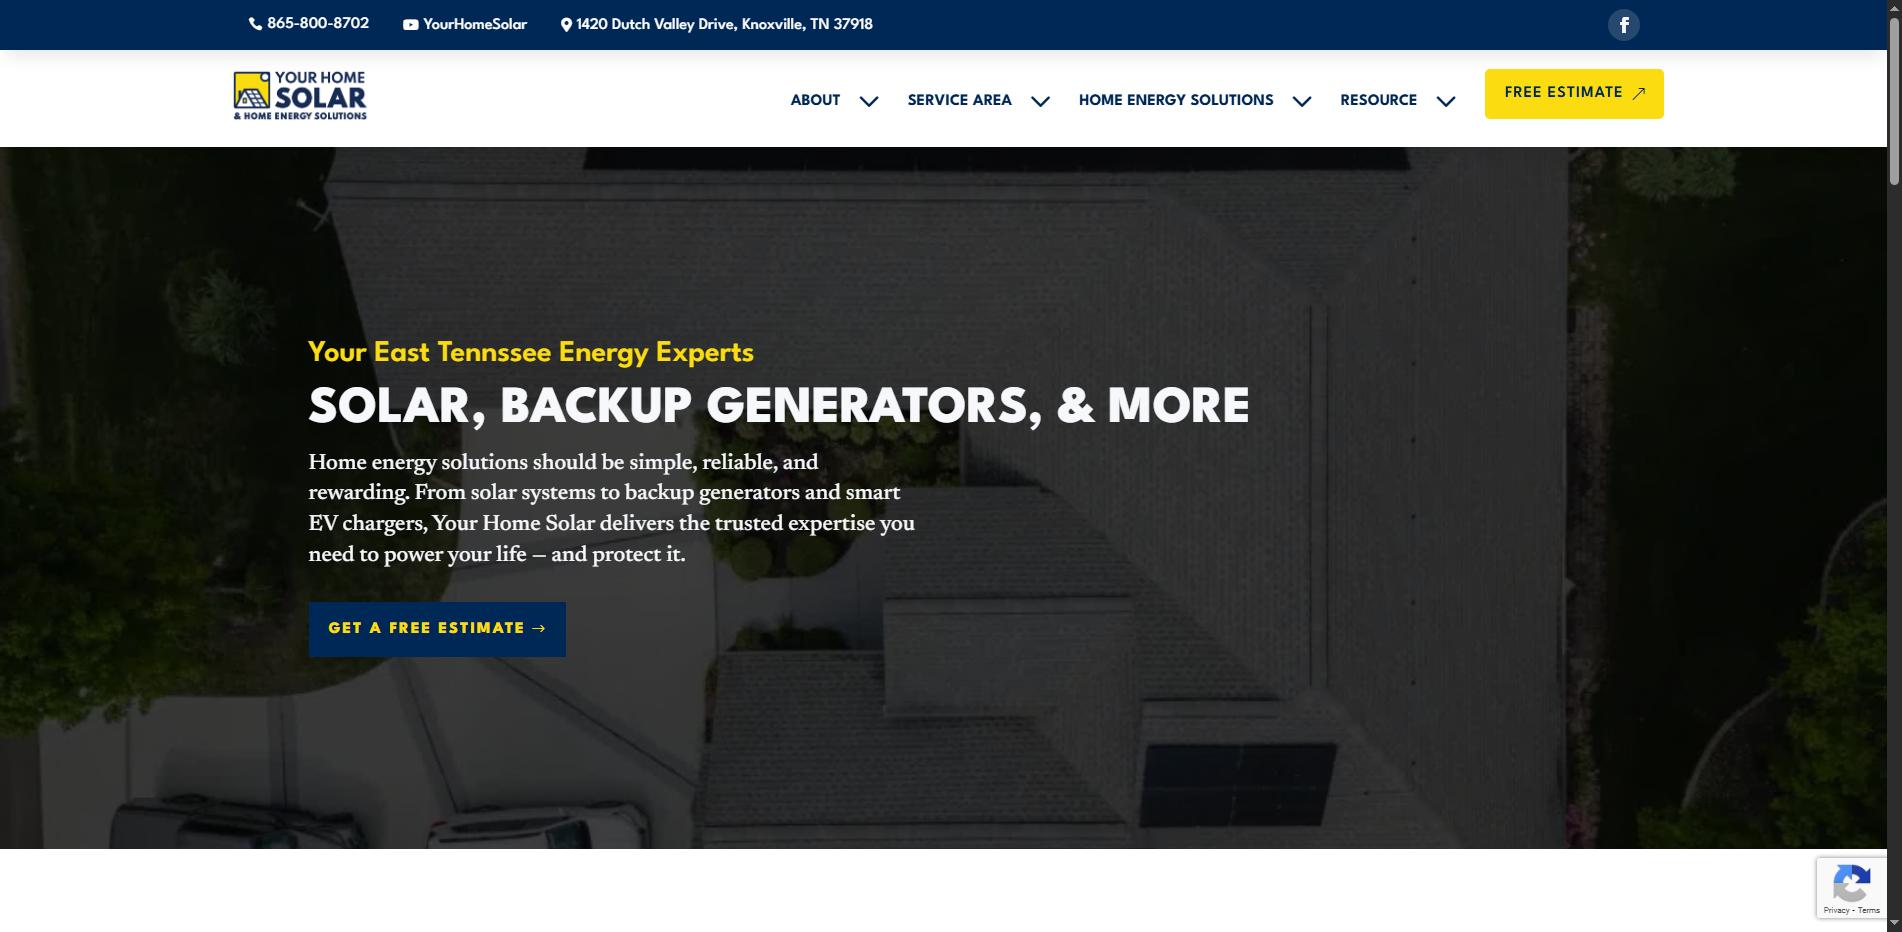 865-800-8702
YourHomeSolar
1420 Dutch Valley Drive, Knoxville, TN 37918
YOUR HOME
SOLAR
& HOME ENERGY SOLUTIONS
ABOUT
SERVICE AREA
HOME ENERGY SOLUTIONS
RESOURCE
FREE ESTIMATE
Your East Tennssee Energy Experts
SOLAR, BACKUP GENERATORS, & MORE
Home energy solutions should be simple, reliable, and
rewarding. From solar systems to backup generators and smart
EV chargers, Your Home Solar delivers the trusted expertise you
need to power your life — and protect it.
GET A FREE ESTIMATE →
Privacy - Terms